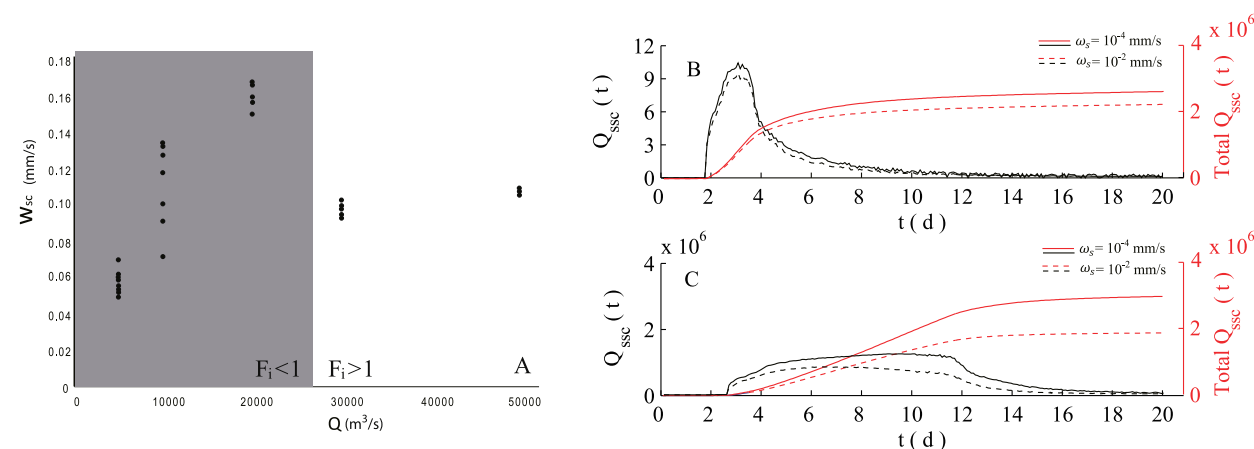 0.18
0.16
0.14
0.12
0.10
0.08
0.06
0,04
0.02
0
Wsc (mm/s)
Fi<1
Fi>1
A
0
10000
20000
30000
40000
50000
Q (m³/s)
B
ωs = 10-4 mm/s
ωs = 10-2 mm/s
12
9
6
3
0
Qssc ( t )
x 10⁶
4
2
0
Total Qssc ( t )
0 2 4 6 8 10 12 14 16 18 20
t ( d )
x 10⁶
C
ωs = 10-4 mm/s
ωs = 10-2 mm/s
4
2
0
Qssc ( t )
x 10⁶
4
2
0
Total Qssc ( t )
0 2 4 6 8 10 12 14 16 18 20
t ( d )